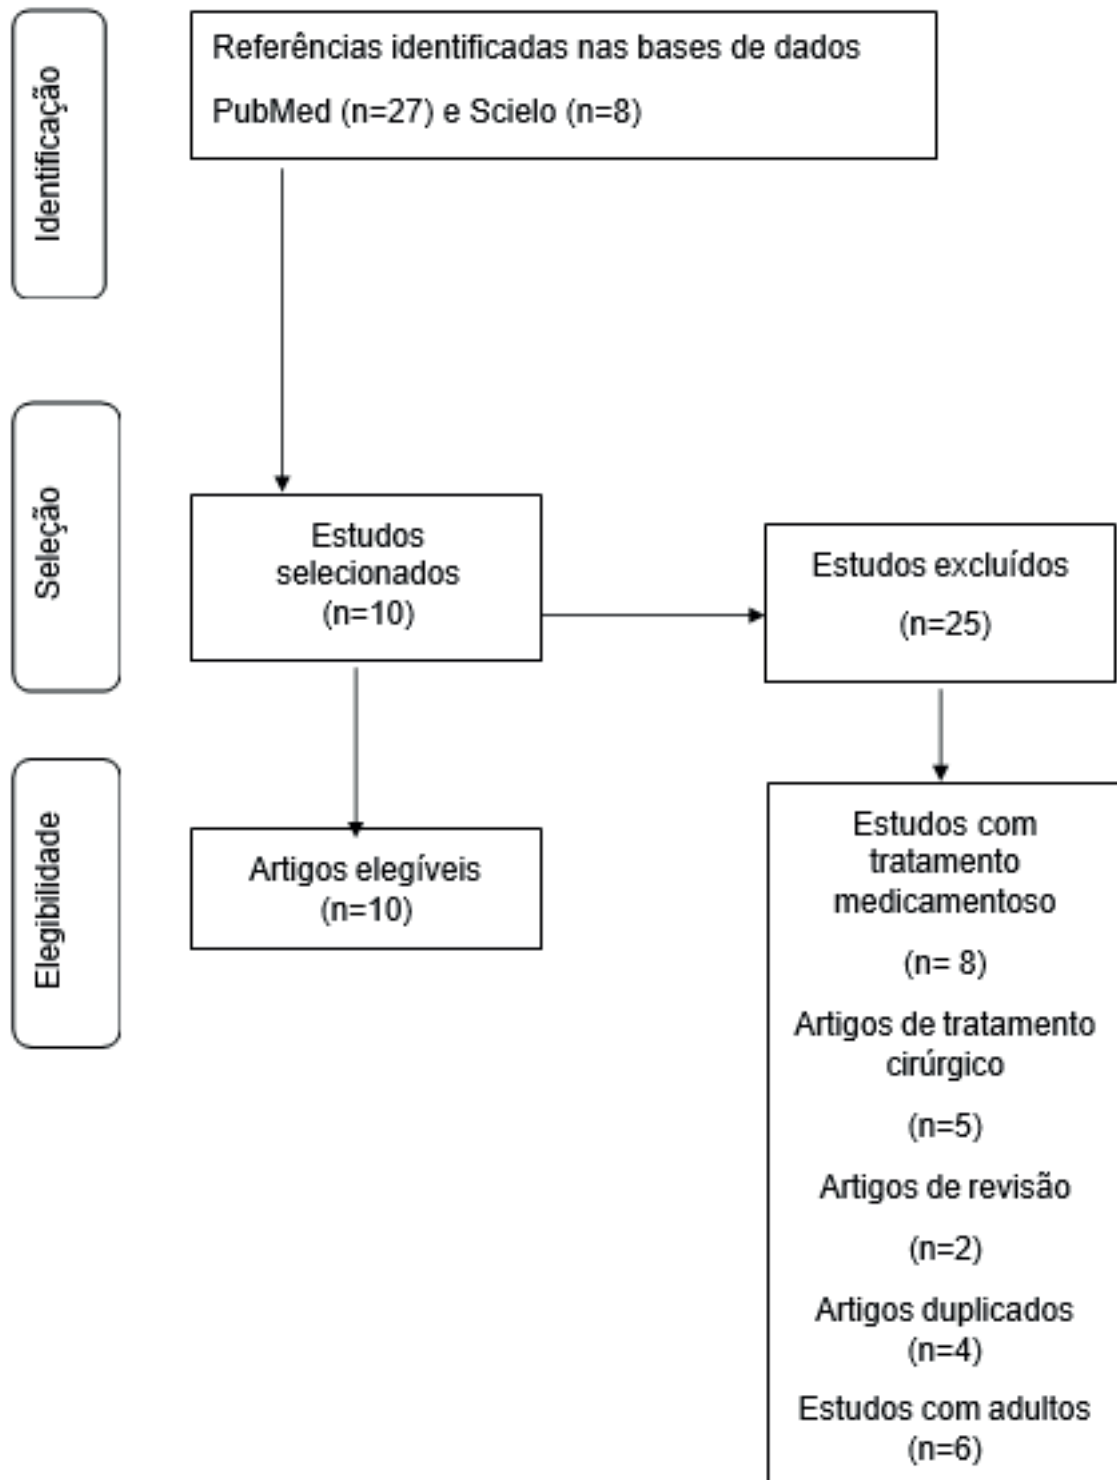 Identificação
Referências identificadas nas bases de dados
PubMed (n=27) e Scielo (n=8)
Seleção
Estudos
selecionados
(n=10)
Estudos excluídos
(n=25)
Elegibilidade
Artigos elegíveis
(n=10)
Estudos com
tratamento
medicamentoso
(n= 8)
Artigos de tratamento
cirúrgico
(n=5)
Artigos de revisão
(n=2)
Artigos duplicados
(n=4)
Estudos com adultos
(n=6)